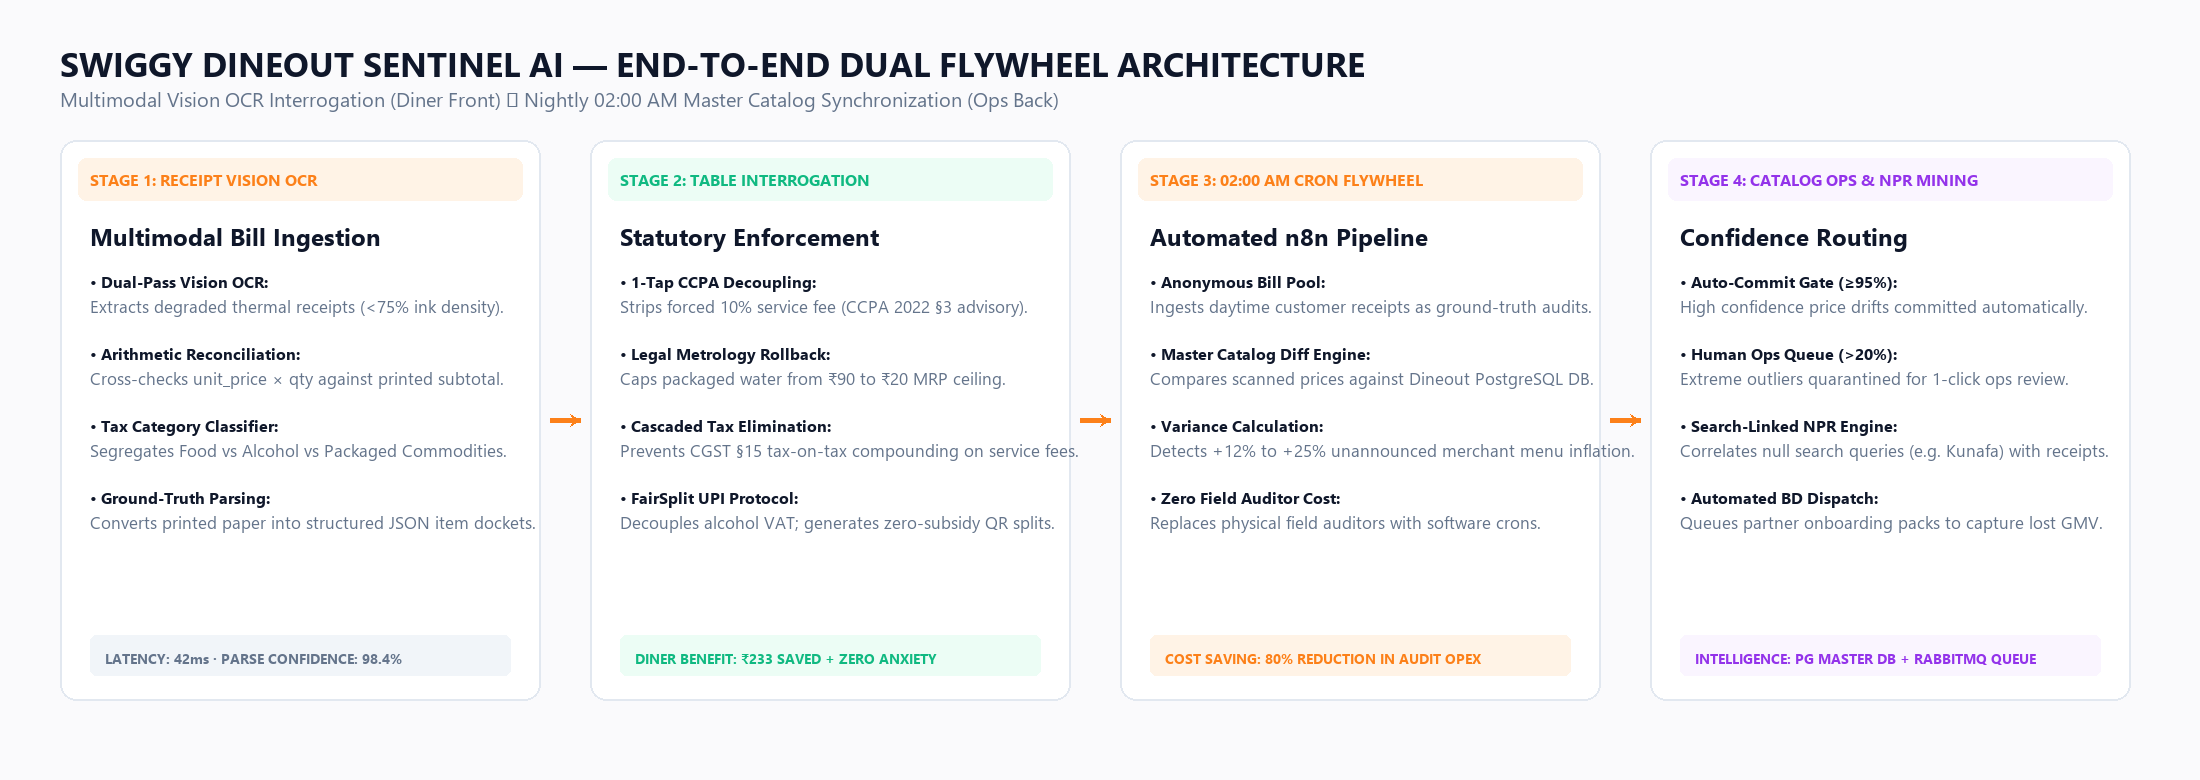 SWIGGY DINEOUT SENTINEL AI — END-TO-END DUAL FLYWHEEL ARCHITECTURE
Multimodal Vision OCR Interrogation (Diner Front) ▯ Nightly 02:00 AM Master Catalog Synchronization (Ops Back)
STAGE 1: RECEIPT VISION OCR
Multimodal Bill Ingestion
• Dual-Pass Vision OCR:
Extracts degraded thermal receipts (<75% ink density).
• Arithmetic Reconciliation:
Cross-checks unit_price × qty against printed subtotal.
• Tax Category Classifier:
Segregates Food vs Alcohol vs Packaged Commodities.
• Ground-Truth Parsing:
Converts printed paper into structured JSON item dockets.
LATENCY: 42ms · PARSE CONFIDENCE: 98.4%
STAGE 2: TABLE INTERROGATION
Statutory Enforcement
• 1-Tap CCPA Decoupling:
Strips forced 10% service fee (CCPA 2022 §3 advisory).
• Legal Metrology Rollback:
Caps packaged water from ₹90 to ₹20 MRP ceiling.
• Cascaded Tax Elimination:
Prevents CGST §15 tax-on-tax compounding on service fees.
• FairSplit UPI Protocol:
Decouples alcohol VAT; generates zero-subsidy QR splits.
DINER BENEFIT: ₹233 SAVED + ZERO ANXIETY
STAGE 3: 02:00 AM CRON FLYWHEEL
Automated n8n Pipeline
• Anonymous Bill Pool:
Ingests daytime customer receipts as ground-truth audits.
• Master Catalog Diff Engine:
Compares scanned prices against Dineout PostgreSQL DB.
• Variance Calculation:
Detects +12% to +25% unannounced merchant menu inflation.
• Zero Field Auditor Cost:
Replaces physical field auditors with software crons.
COST SAVING: 80% REDUCTION IN AUDIT OPEX
STAGE 4: CATALOG OPS & NPR MINING
Confidence Routing
• Auto-Commit Gate (≥95%):
High confidence price drifts committed automatically.
• Human Ops Queue (>20%):
Extreme outliers quarantined for 1-click ops review.
• Search-Linked NPR Engine:
Correlates null search queries (e.g. Kunafa) with receipts.
• Automated BD Dispatch:
Queues partner onboarding packs to capture lost GMV.
INTELLIGENCE: PG MASTER DB + RABBITMQ QUEUE